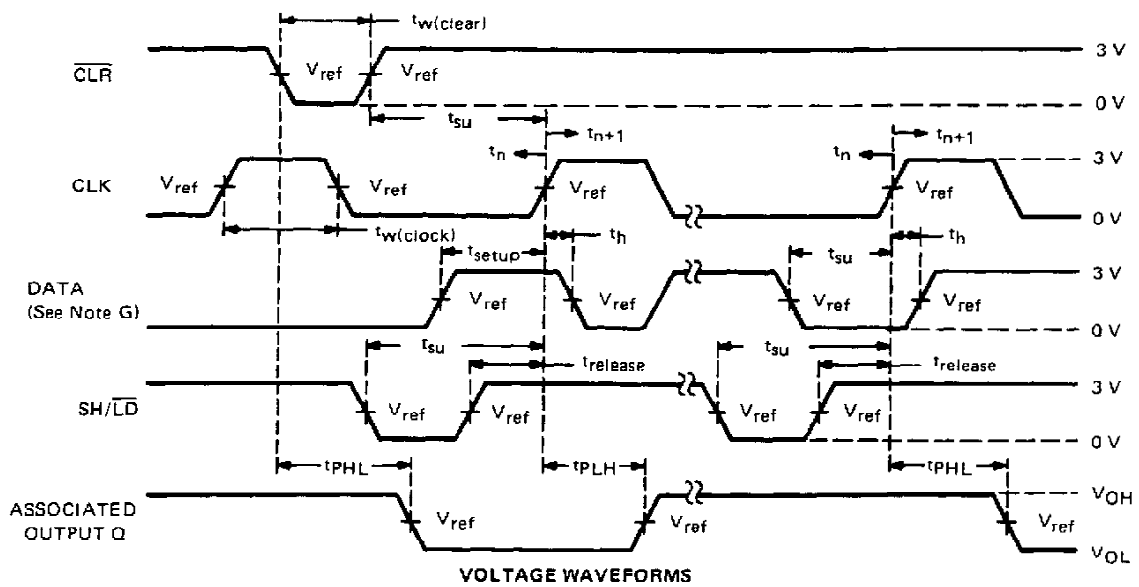 tw(clear)
CLR Vref Vref 3 V
0 V
tsu tn+1 tn+1
tn tn
CLK Vref Vref Vref Vref 3 V
0 V
tw(clock) th th
tsetup tsu
DATA
(See Note G)
Vref Vref Vref Vref 3 V
0 V
tsu trelease tsu trelease
SH/LD Vref Vref Vref Vref 3 V
0 V
tPHL tPLH tPHL
ASSOCIATED
OUTPUT Q
Vref Vref Vref VOH
VOL
VOLTAGE WAVEFORMS